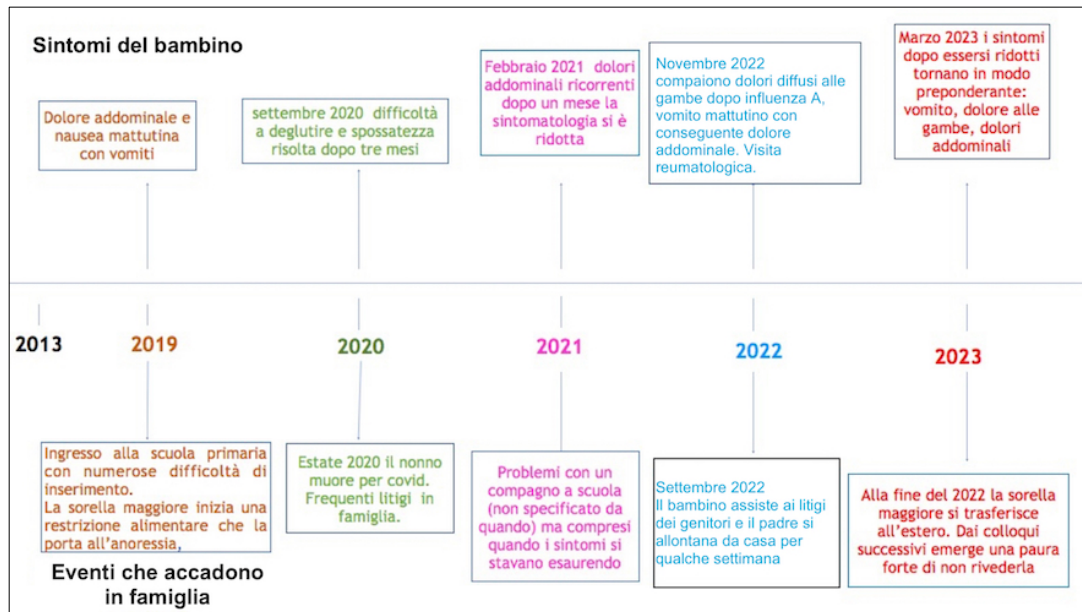 Sintomi del bambino
Dolore addominale e
nausea mattutina
con vomiti
settembre 2020 difficoltà
a deglutire e spossatezza
risolta dopo tre mesi
Febbraio 2021 dolori
addominali ricorrenti
dopo un mese la
sintomatologia si è
ridotta
Novembre 2022
compaiono dolori diffusi alle
gambe dopo influenza A,
vomito mattutino con
conseguente dolore
addominale. Visita
reumatologica.
Marzo 2023 i sintomi
dopo essersi ridotti
tornano in modo
preponderante:
vomito, dolore alle
gambe, dolori
addominali
2013
2019
2020
2021
2022
2023
Ingresso alla scuola primaria
con numerose difficoltà di
inserimento.
La sorella maggiore inizia una
restrizione alimentare che la
porta all'anoressia,
Estate 2020 il nonno
muore per covid.
Frequenti litigi in
famiglia.
Problemi con un
compagno a scuola
(non specificato da
quando) ma compresi
quando i sintomi si
stavano esaurendo
Settembre 2022
Il bambino assiste ai litigi
dei genitori e il padre si
allontana da casa per
qualche settimana
Alla fine del 2022 la sorella
maggiore si trasferisce
all'estero. Dai colloqui
successivi emerge una paura
forte di non rivederla
Eventi che accadono
in famiglia